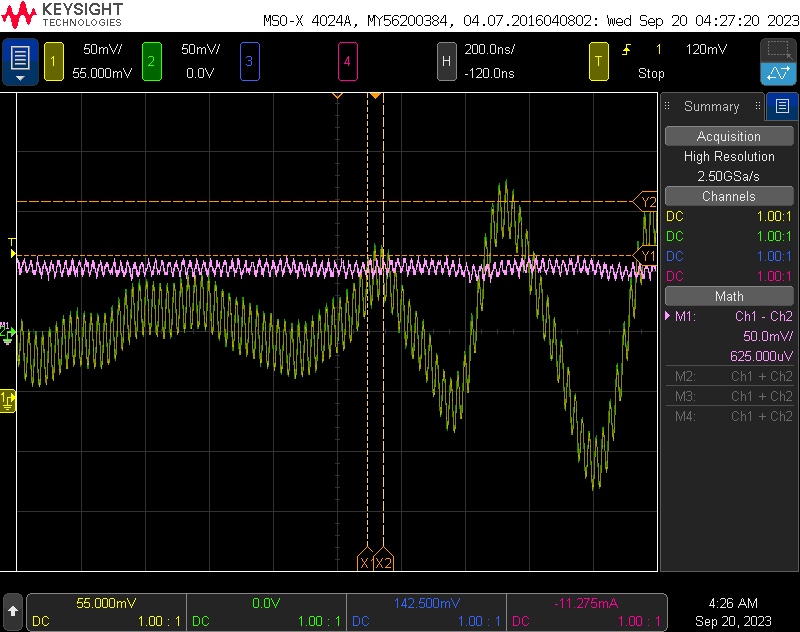 KEYSIGHT
TECHNOLOGIES
MSO-X 4024A, MY56200384, 04.07.2016040802: Wed Sep 20 04:27:20 2023
1 50mV/ 2 50mV/ 3 4 H 200.0ns/ T 1 120mV
55.000mV 0.0V -120.0ns Stop
Summary
Acquisition
High Resolution
2.50GSa/s
Channels
DC 1.00:1
DC 1.00:1
DC 1.00:1
DC 1.00:1
Math
M1: Ch1 - Ch2
50.0mV/
625.000uV
M2: Ch1 + Ch2
M3: Ch1 + Ch2
M4: Ch1 + Ch2
Y2
T
Y1
M1
2
1
X1 X2
55.000mV 0.0V 142.500mV -11.275mA
DC 1.00 : 1 DC 1.00 : 1 DC 1.00 : 1 DC 1.00 : 1
4:26 AM
Sep 20, 2023